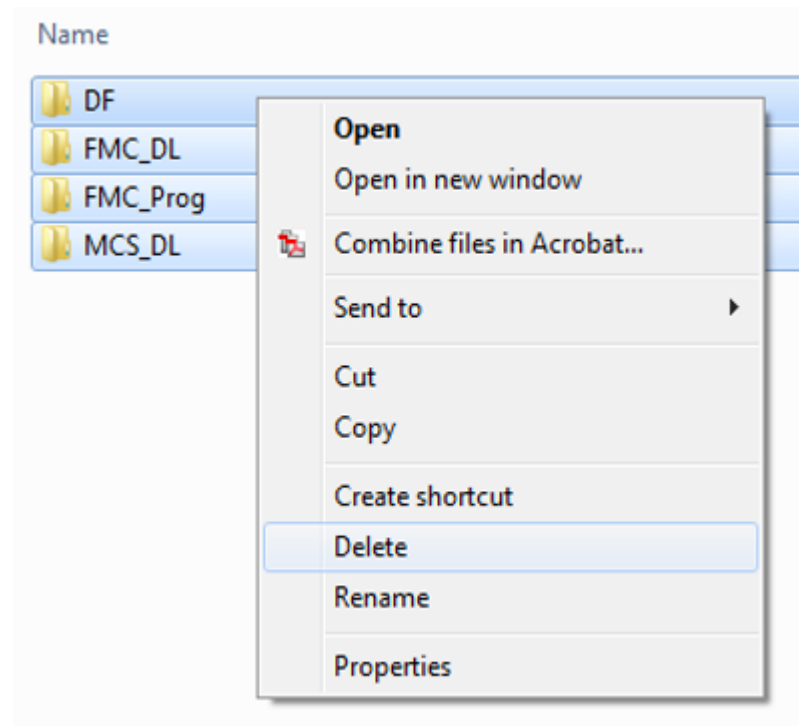 Name
DF
FMC_DL
FMC_Prog
MCS_DL
Open
Open in new window
Combine files in Acrobat...
Send to
Cut
Copy
Create shortcut
Delete
Rename
Properties